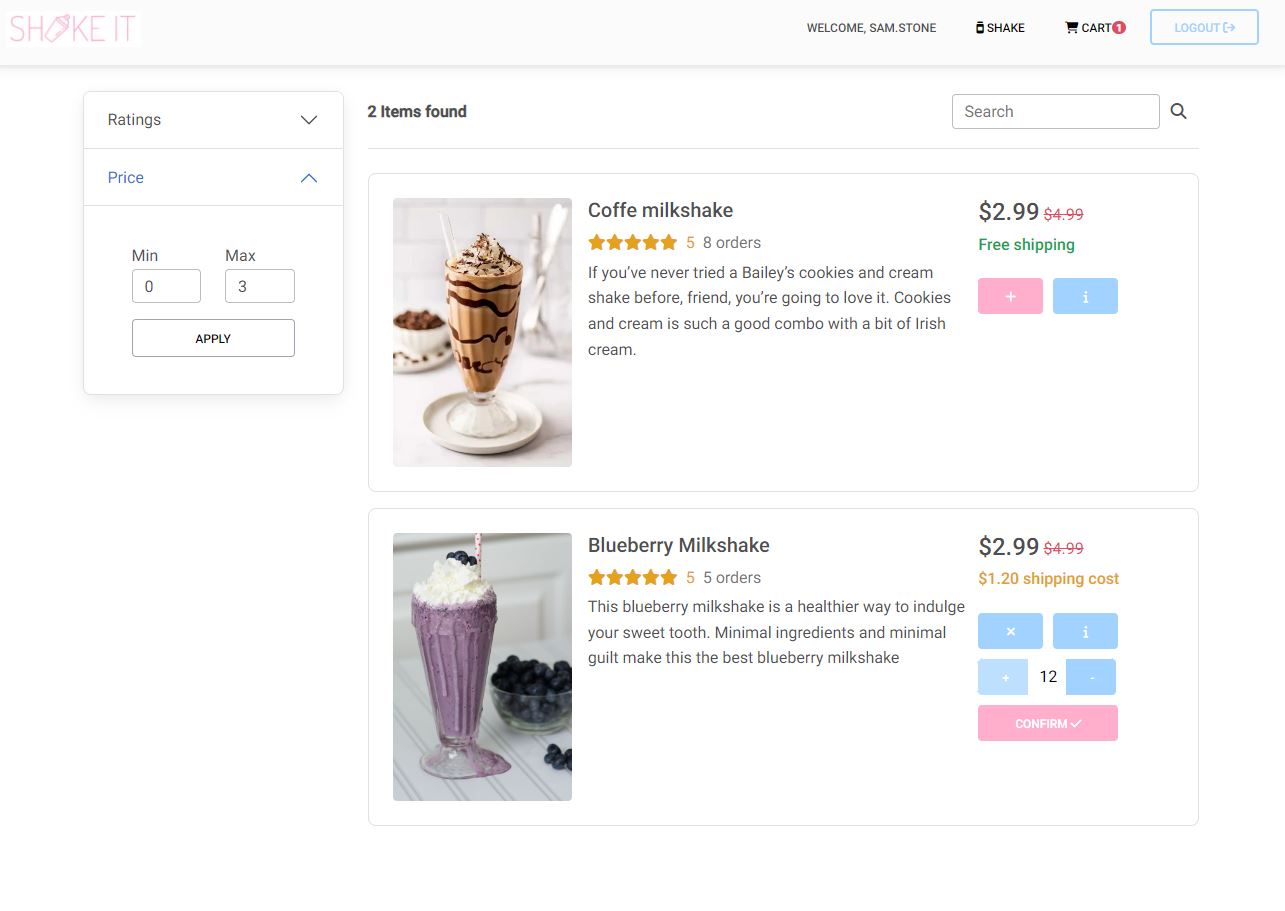 SHAKE IT
WELCOME, SAM.STONE
SHAKE
CART 1
LOGOUT
Ratings
Price
Min
Max
0
3
APPLY
2 Items found
Search
Coffe milkshake
5 8 orders
If you’ve never tried a Bailey’s cookies and cream
shake before, friend, you’re going to love it. Cookies
and cream is such a good combo with a bit of Irish
cream.
$2.99 $4.99
Free shipping
+ i
Blueberry Milkshake
5 5 orders
This blueberry milkshake is a healthier way to indulge
your sweet tooth. Minimal ingredients and minimal
guilt make this the best blueberry milkshake
$2.99 $4.99
$1.20 shipping cost
× i
+ 12 -
CONFIRM